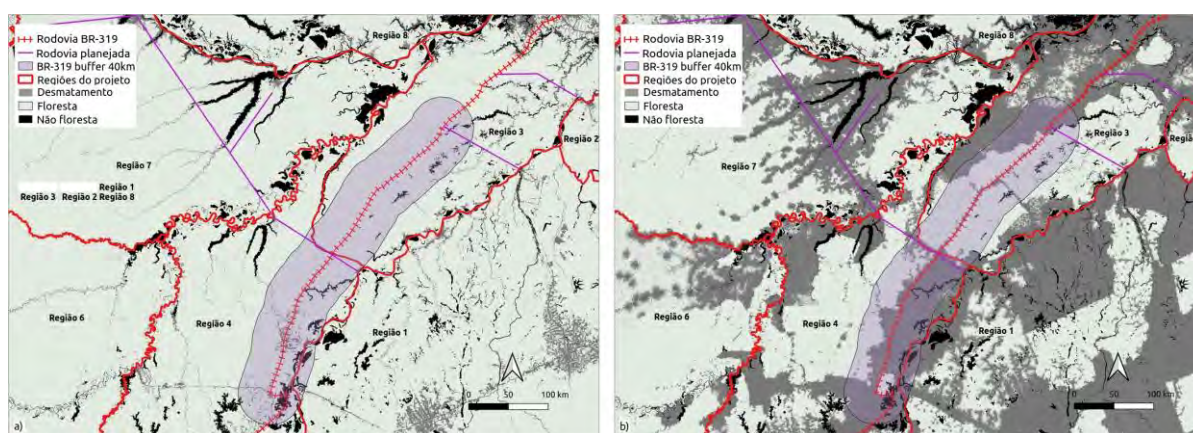 Rodovia BR-319
Rodovia planejada
BR-319 buffer 40km
Regiões do projeto
Desmatamento
Floresta
Não floresta
Região 8
Região 3
Região 2
Região 7
Região 1
Região 3 Região 2 Região 8
Região 6
Região 4
Região 1
0 50 100 km
a)
Rodovia BR-319
Rodovia planejada
BR-319 buffer 40km
Regiões do projeto
Desmatamento
Floresta
Não floresta
Região 8
Região 3
Região 7
Região 6
Região 4
Região 1
0 50 100 km
b)